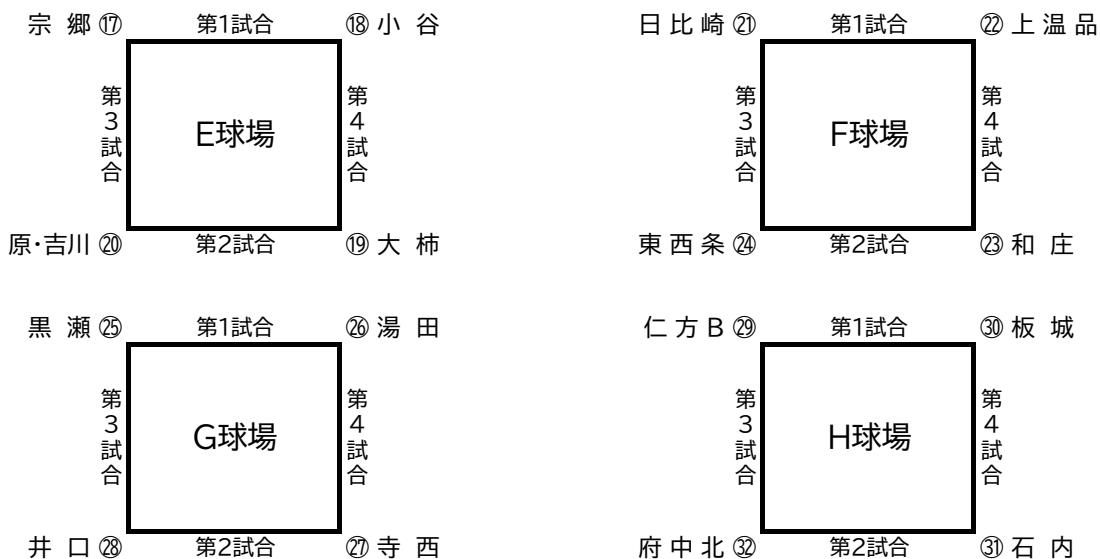 宗 郷 ⑰ 第1試合 ⑱ 小 谷
第3試合 E球場 第4試合
原・吉川 ⑳ 第2試合 ⑲ 大 柿
日 比 崎 ㉑ 第1試合 ㉒ 上 温 品
第3試合 F球場 第4試合
東 西 条 ㉔ 第2試合 ㉓ 和 庄
黒 瀬 ㉕ 第1試合 ㉖ 湯 田
第3試合 G球場 第4試合
井 口 ㉘ 第2試合 ㉗ 寺 西
仁 方 B ㉙ 第1試合 ㉚ 板 城
第3試合 H球場 第4試合
府 中 北 ㉜ 第2試合 ㉛ 石 内